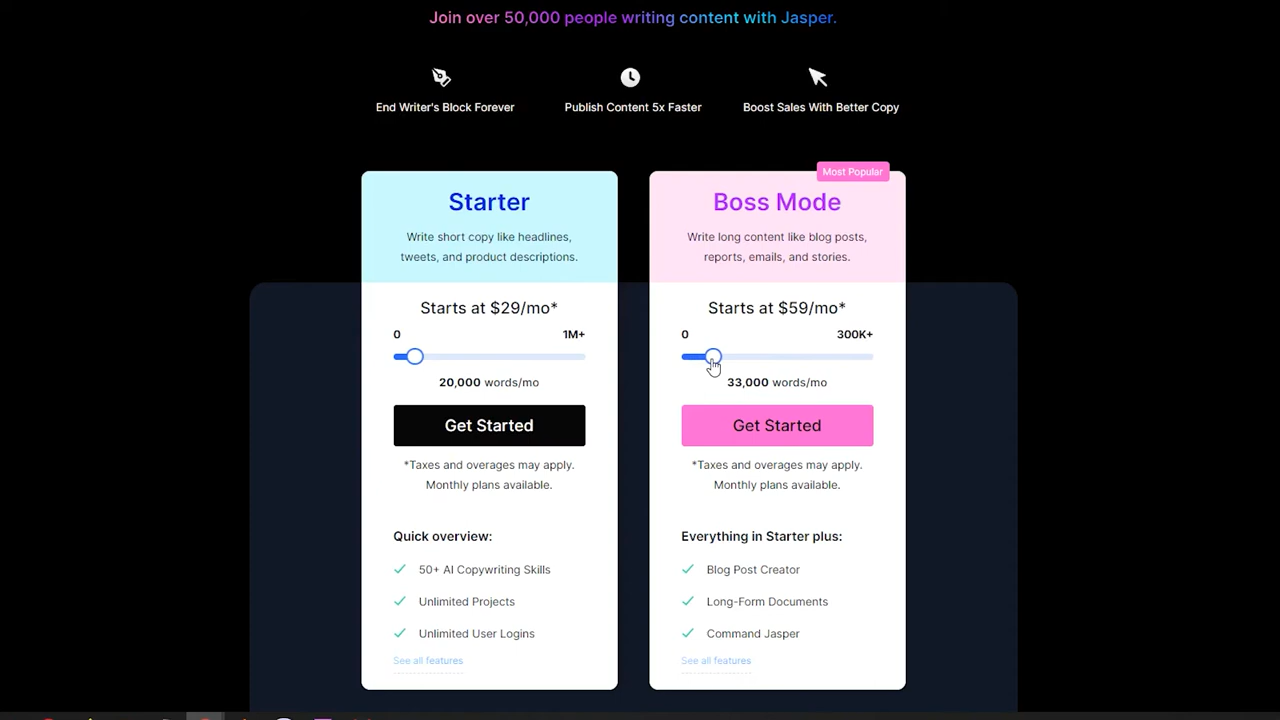 Join over 50,000 people writing content with Jasper.
End Writer's Block Forever
Publish Content 5x Faster
Boost Sales With Better Copy
Starter
Write short copy like headlines,
tweets, and product descriptions.
Starts at $29/mo*
0 1M+
20,000 words/mo
Get Started
*Taxes and overages may apply.
Monthly plans available.
Quick overview:
50+ AI Copywriting Skills
Unlimited Projects
Unlimited User Logins
See all features
Most Popular
Boss Mode
Write long content like blog posts,
reports, emails, and stories.
Starts at $59/mo*
0 300K+
33,000 words/mo
Get Started
*Taxes and overages may apply.
Monthly plans available.
Everything in Starter plus:
Blog Post Creator
Long-Form Documents
Command Jasper
See all features